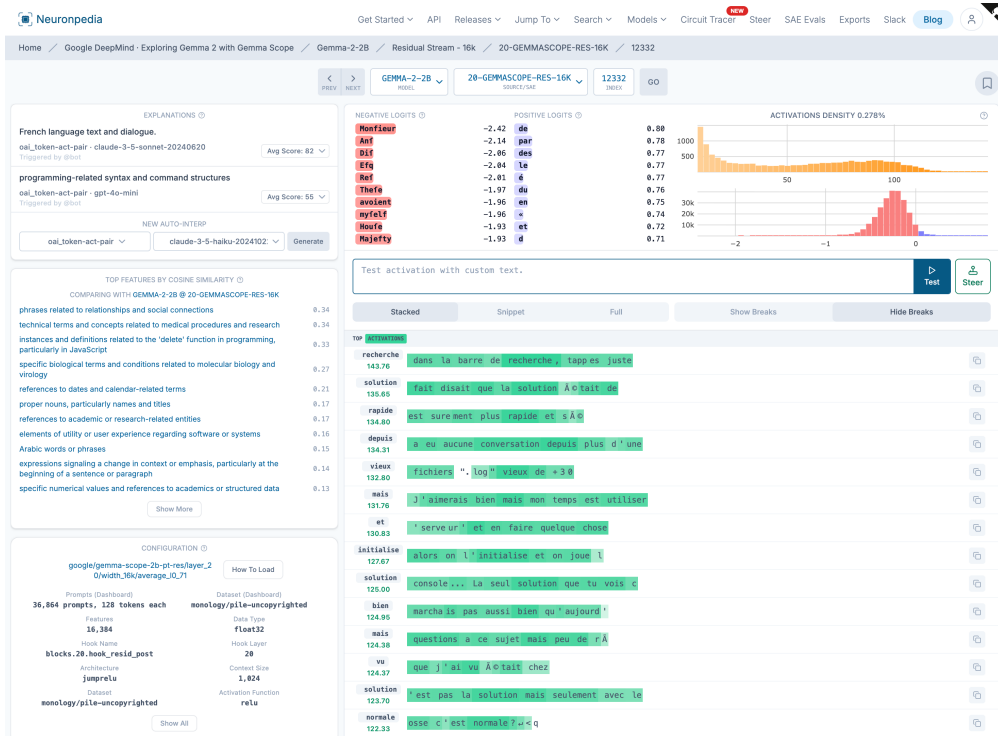 Neuronpedia
Get Started API Releases Jump To Search Models Circuit Tracer NEW Steer SAE Evals Exports Slack Blog
Home / Google DeepMind · Exploring Gemma 2 with Gemma Scope / Gemma-2-2B / Residual Stream - 16k / 20-GEMMASCOPE-RES-16K / 12332
PREV NEXT
GEMMA-2-2B
MODEL
20-GEMMASCOPE-RES-16K
SOURCE/SAE
12332
INDEX
GO
EXPLANATIONS
French language text and dialogue.
oai_token-act-pair · claude-3-5-sonnet-20240620
Triggered by @bot
Avg Score: 82
programming-related syntax and command structures
oai_token-act-pair · gpt-4o-mini
Triggered by @bot
Avg Score: 55
NEW AUTO-INTERP
oai_token-act-pair
claude-3-5-haiku-2024102
Generate
TOP FEATURES BY COSINE SIMILARITY
COMPARING WITH GEMMA-2-2B @ 20-GEMMASCOPE-RES-16K
phrases related to relationships and social connections 0.34
technical terms and concepts related to medical procedures and research 0.34
instances and definitions related to the 'delete' function in programming, 0.33
particularly in JavaScript
specific biological terms and conditions related to molecular biology and 0.27
virology
references to dates and calendar-related terms 0.21
proper nouns, particularly names and titles 0.17
references to academic or research-related entities 0.17
elements of utility or user experience regarding software or systems 0.16
Arabic words or phrases 0.15
expressions signaling a change in context or emphasis, particularly at the 0.14
beginning of a sentence or paragraph
specific numerical values and references to academics or structured data 0.13
Show More
CONFIGURATION
google/gemma-scope-2b-pt-res/layer_2
0/width_16k/average_l0_71
How To Load
Prompts (Dashboard)
36,864 prompts, 128 tokens each
Dataset (Dashboard)
monology/pile-uncopyrighted
Features
16,384
Data Type
float32
Hook Name
blocks.20.hook_resid_post
Hook Layer
20
Architecture
jumprelu
Context Size
1,024
Dataset
monology/pile-uncopyrighted
Activation Function
relu
Show All
NEGATIVE LOGITS
Monfieur -2.42
Anf -2.14
Dif -2.06
Efq -2.04
Ref -2.01
Thefe -1.97
avoient -1.96
myfelf -1.96
Houfe -1.93
Majefty -1.93
POSITIVE LOGITS
de 0.80
par 0.78
des 0.77
le 0.77
é 0.77
du 0.76
en 0.75
« 0.74
et 0.72
d 0.71
ACTIVATIONS DENSITY 0.278%
1000
500
50 100
30k
20k
10k
−2 −1 0
Test activation with custom text.
Test
Steer
Stacked Snippet Full Show Breaks Hide Breaks
TOP ACTIVATIONS
recherche
143.76
dans la barre de recherche, tappes juste
solution
135.65
fait disait que la solution Ã©tait de
rapide
134.80
est surement plus rapide et sÃ©
depuis
134.31
a eu aucune conversation depuis plus d'une
vieux
132.80
fichiers ".log" vieux de +30
mais
131.76
J'aimerais bien mais mon temps est utiliser
et
130.83
'serveur' et en faire quelque chose
initialise
127.67
alors on l'initialise et on joue l
solution
125.00
console... La seul solution que tu vois c
bien
124.95
marchais pas aussi bien qu'aujourd'
mais
124.38
questions a ce sujet mais peu de rÃ
vu
124.37
que j'ai vu Ã©tait chez
solution
123.70
'est pas la solution mais seulement avec le
normale
122.33
osse c'est normale?↵<q